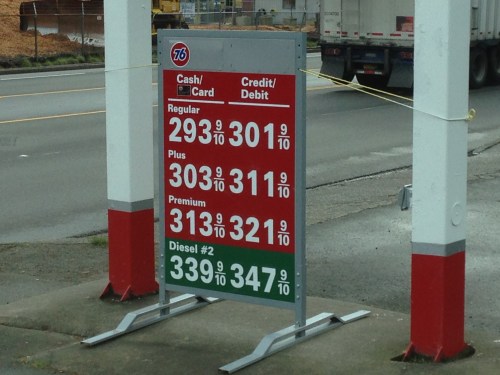 76
Cash/ Credit/
Card Debit
Regular
293 9/10 301 9/10
Plus
303 9/10 311 9/10
Premium
313 9/10 321 9/10
Diesel #2
339 9/10 347 9/10